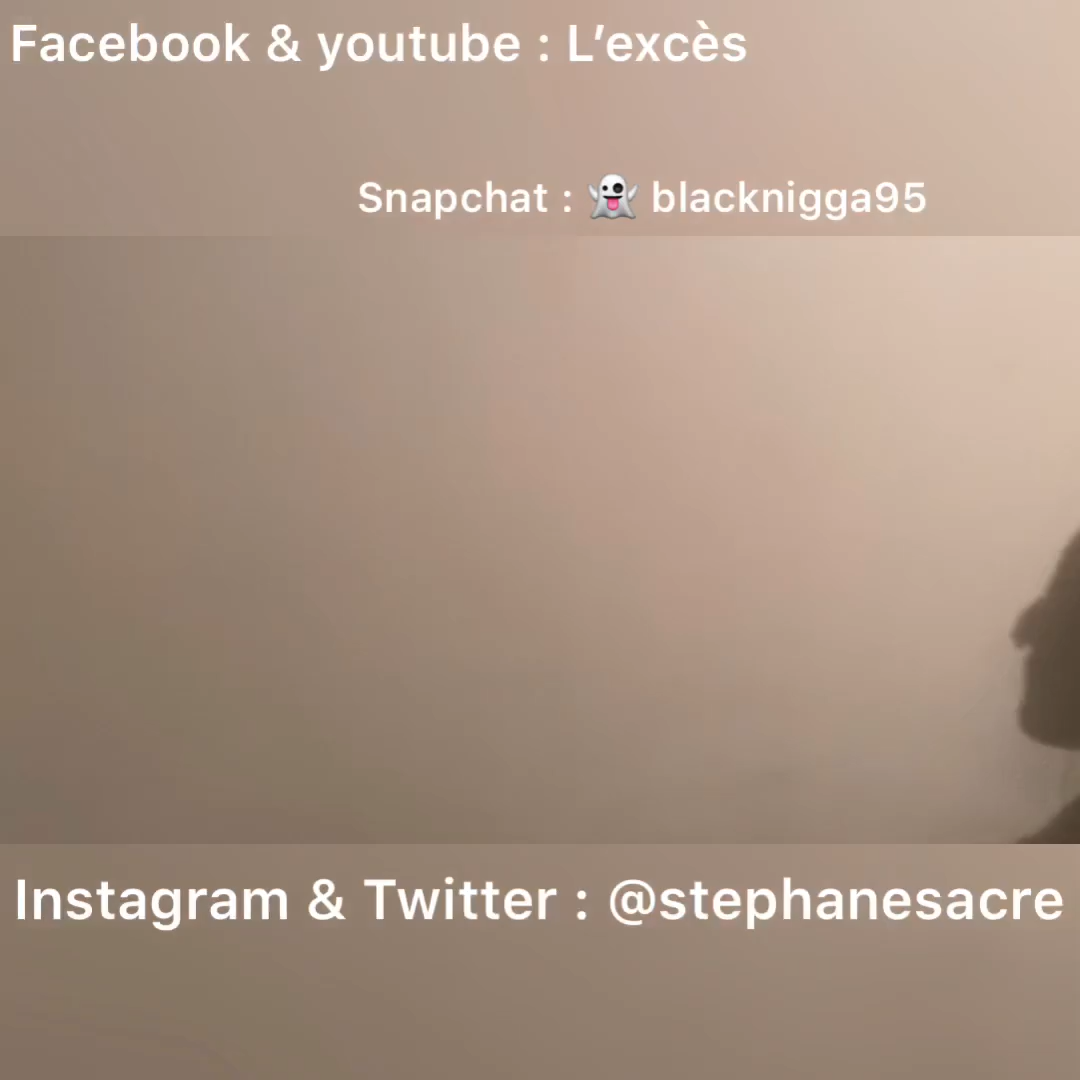 Facebook & youtube : L’excès
Snapchat : 👻 blacknigga95
Instagram & Twitter : @stephanesacre